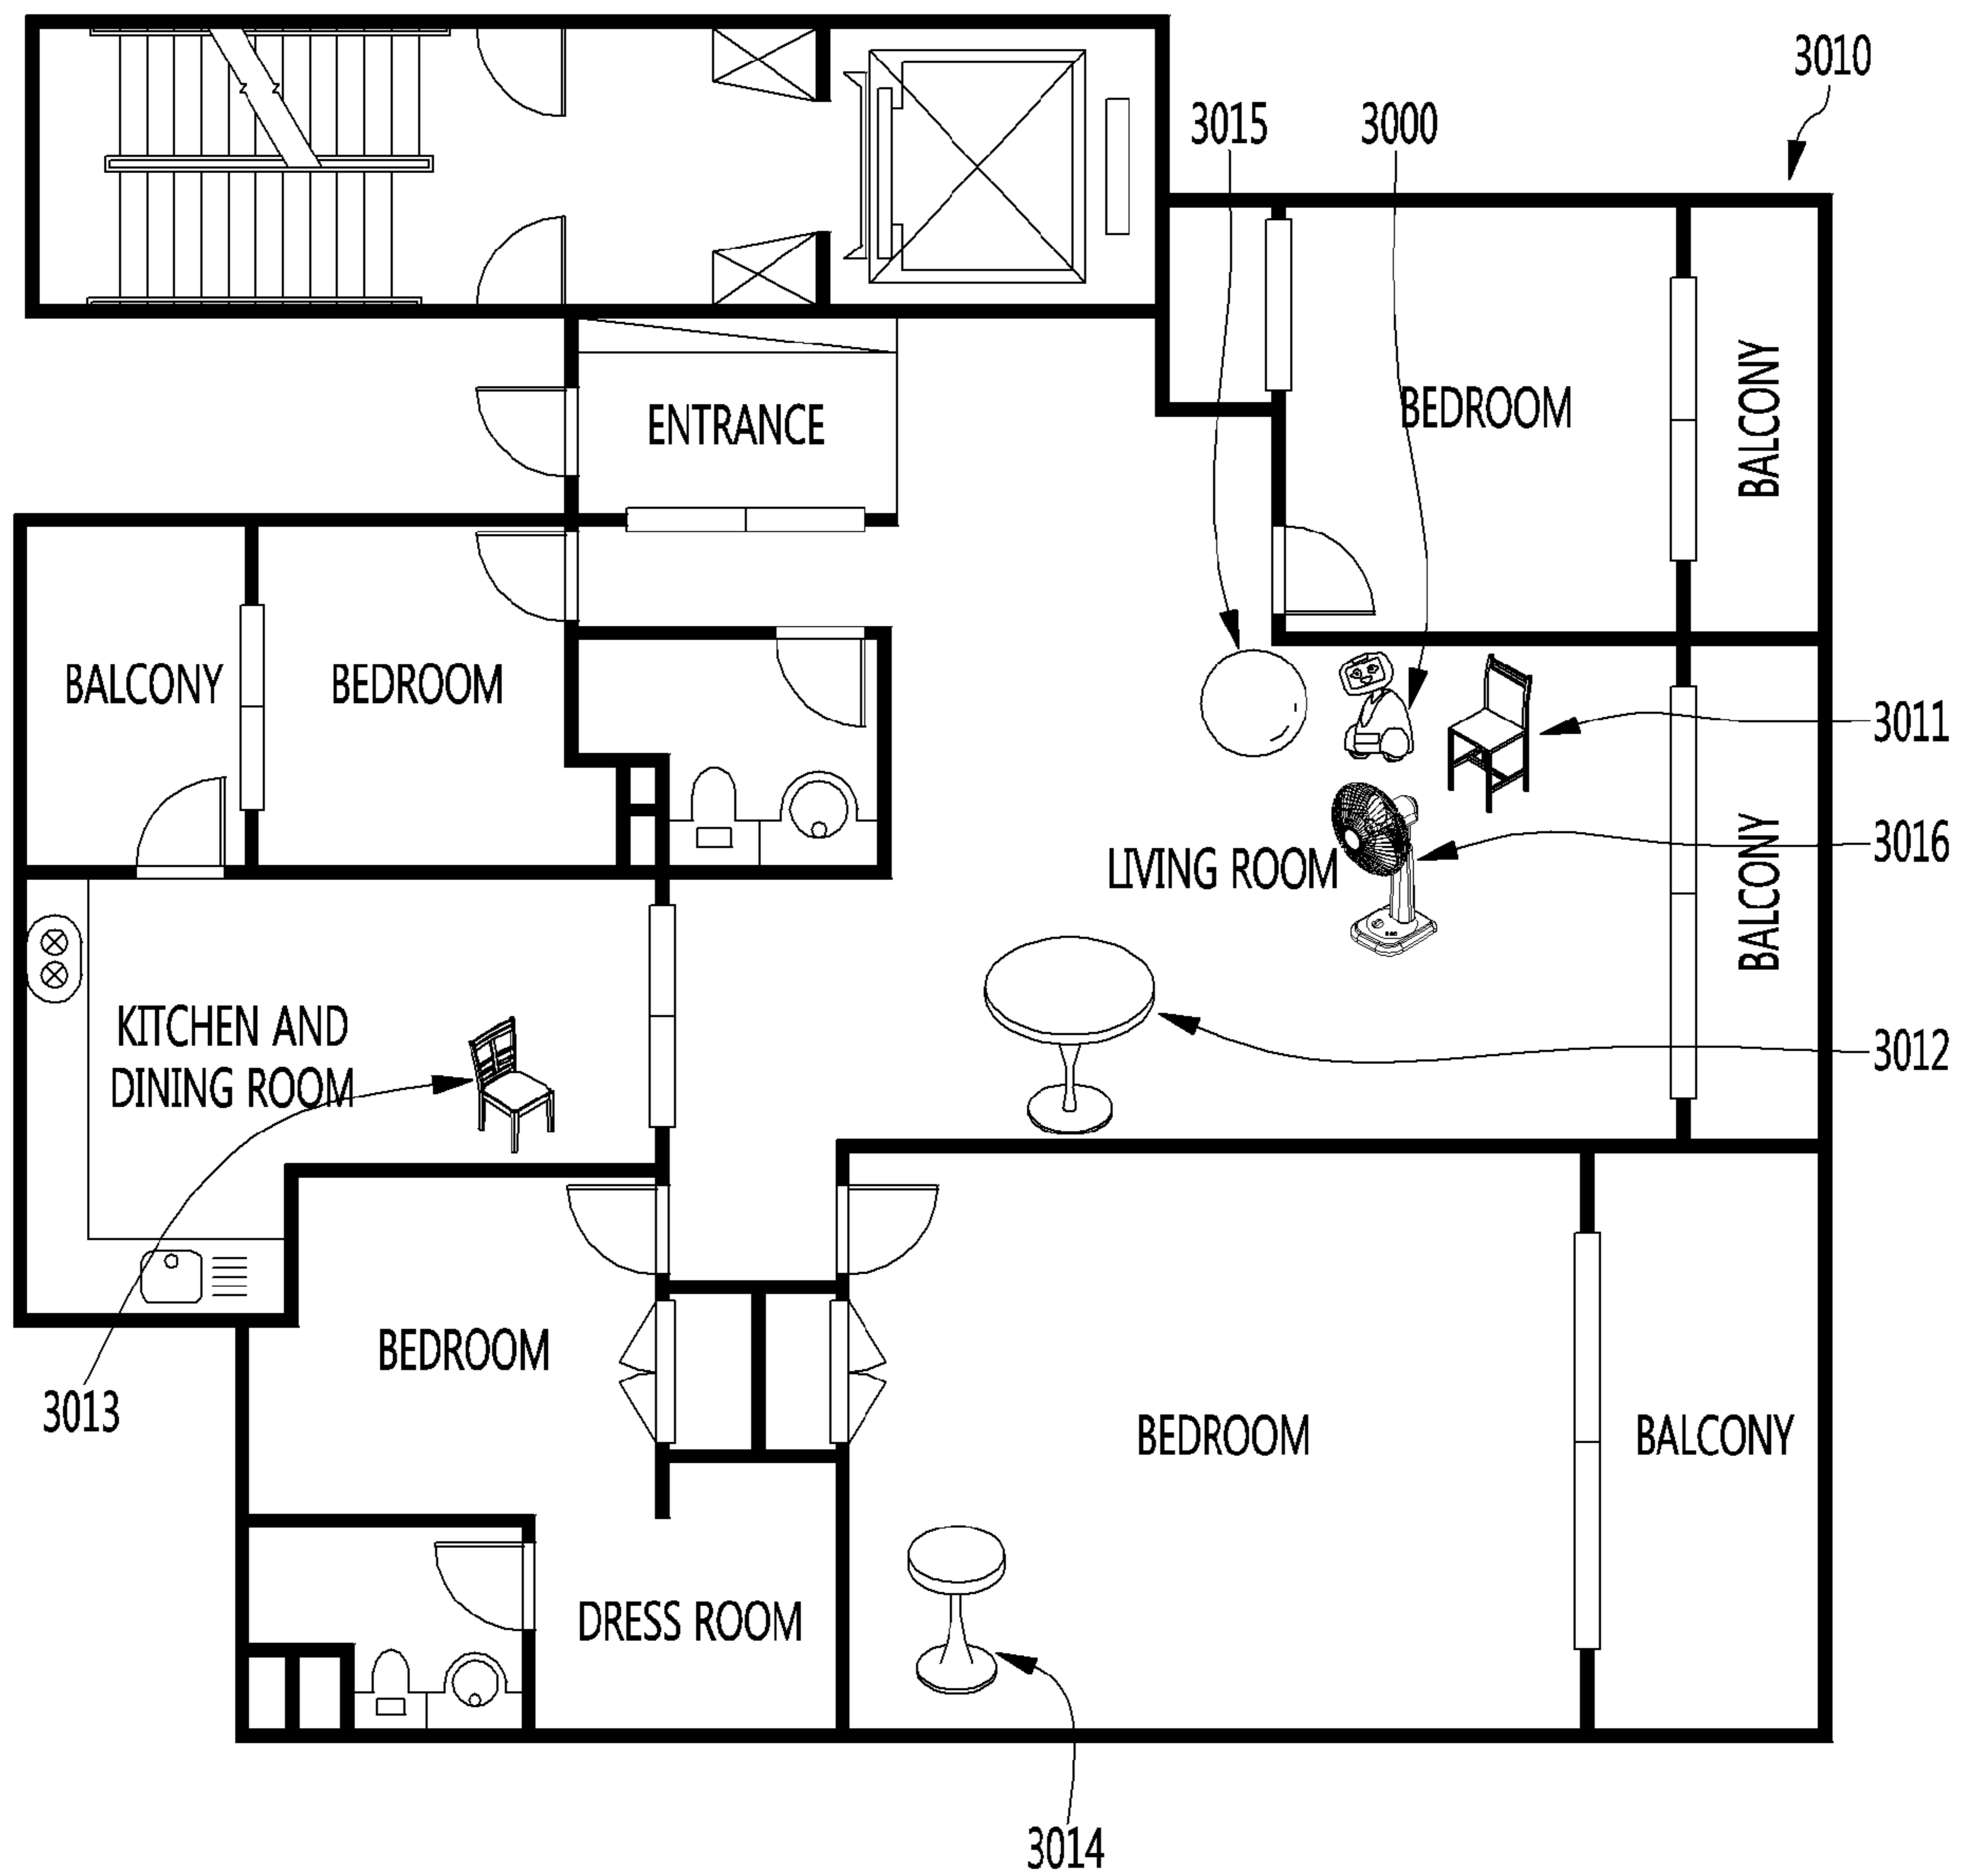 3010
3015
3000
BEDROOM
ENTRANCE
BALCONY
BALCONY
BEDROOM
3011
3016
LIVING ROOM
BALCONY
KITCHEN AND
DINING ROOM
3012
BEDROOM
3013
BEDROOM
BALCONY
DRESS ROOM
3014